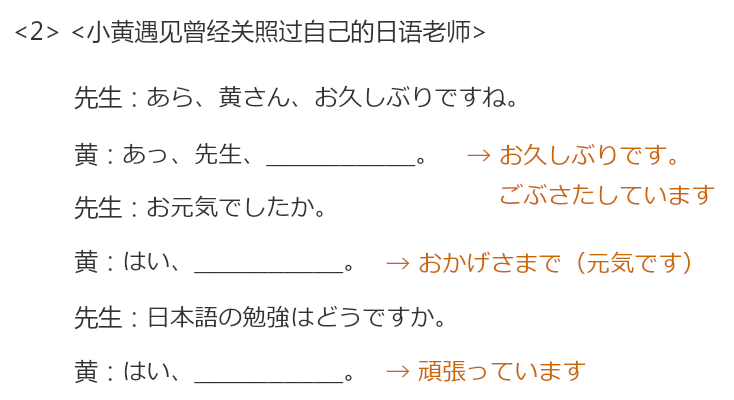 <2> <小黄遇见曾经关照过自己的日语老师>
先生：あら、黄さん、お久しぶりですね。
黄：あっ、先生、____________。 → お久しぶりです。
ごぶさたしています
先生：お元気でしたか。
黄：はい、____________。 → おかげさまで（元気です）
先生：日本語の勉強はどうですか。
黄：はい、____________。 → 頑張っています